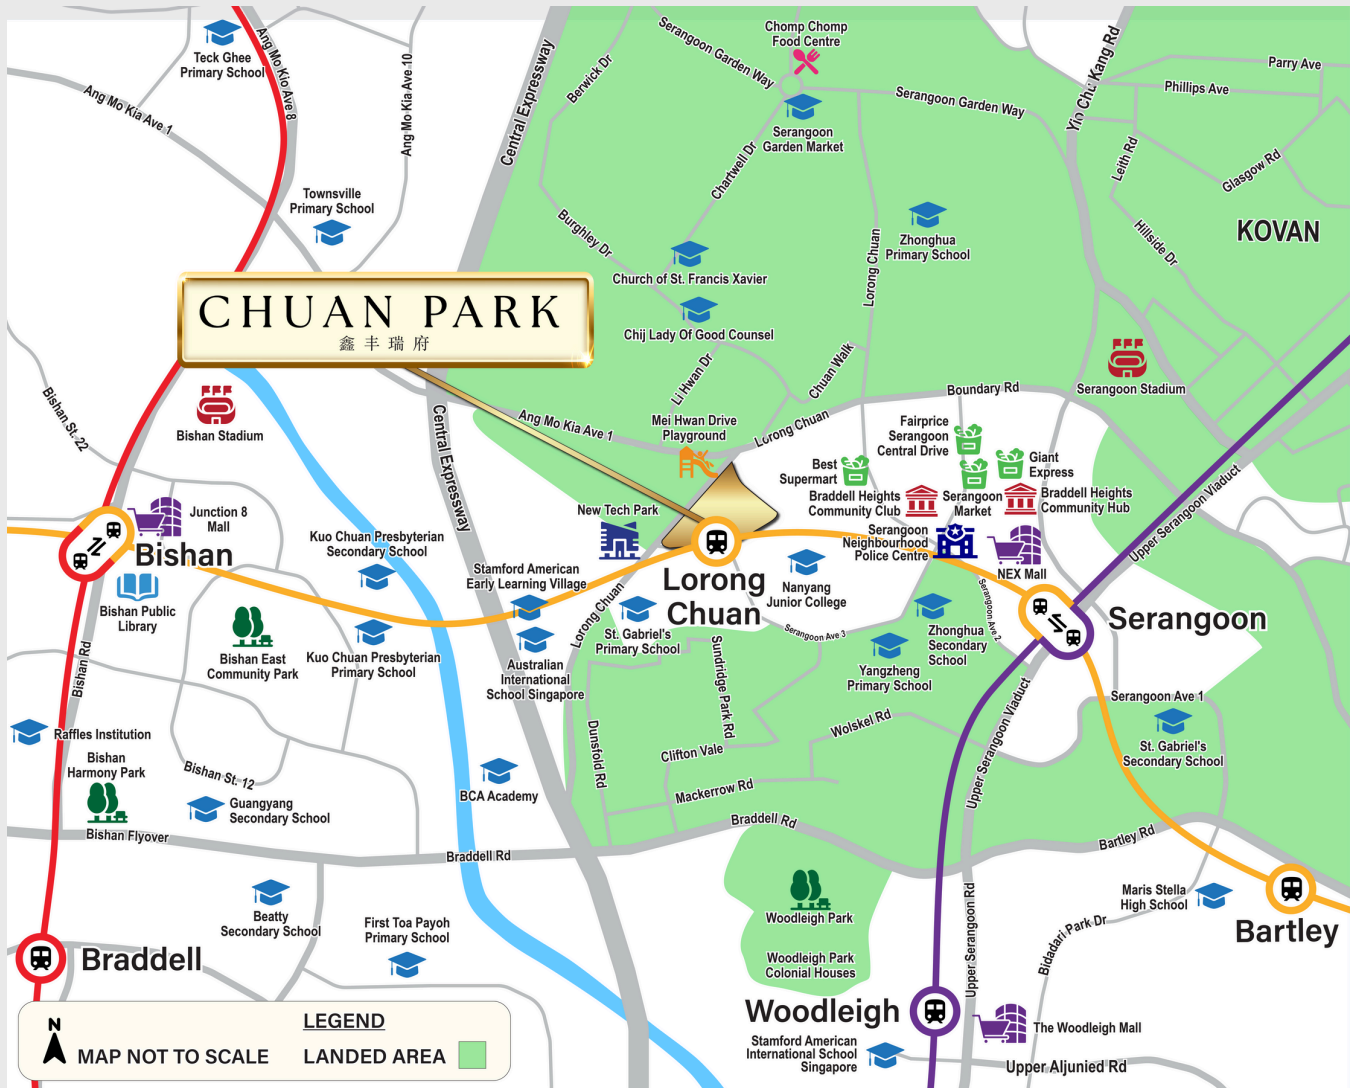 Teck Ghee
Primary School
Ang Mo Kio Ave 8
Ang Mo Kia Ave 10
Ang Mo Kia Ave 1
Townsville
Primary School
Central Expressway
Berwick Dr
Serangoon Garden Way
Chomp Chomp
Food Centre
Serangoon
Garden Market
Serangoon Garden Way
Yio Chu Kang Rd
Parry Ave
Phillips Ave
Leith Rd
Glasgow Rd
Hillside Dr
KOVAN
Chartwell Dr
Burghley Dr
Church of St. Francis Xavier
Chij Lady Of Good Counsel
Zhonghua
Primary School
Lorong Chuan
CHUAN PARK
鑫丰瑞府
Li Hwan Dr
Chuan Walk
Boundary Rd
Serangoon Stadium
Bishan St. 22
Bishan Stadium
Central Expressway
Ang Mo Kia Ave 1
Mei Hwan Drive
Playground
Lorong Chuan
Fairprice
Serangoon
Central Drive
Best
Supermart
Giant
Express
Braddell Heights
Community Club
Serangoon
Market
Braddell Heights
Community Hub
Upper Serangoon Viaduct
Junction 8
Mall
Bishan
Kuo Chuan Presbyterian
Secondary School
New Tech Park
Serangoon
Neighbourhood
Police Centre
NEX Mall
Bishan Public
Library
Stamford American
Early Learning Village
Lorong
Chuan
Nanyang
Junior College
Serangoon Ave 2
Serangoon
Lorong Chuan
St. Gabriel's
Primary School
Serangoon Ave 3
Zhonghua
Secondary
School
Yangzheng
Primary School
Bishan Rd
Bishan East
Community Park
Kuo Chuan Presbyterian
Primary School
Australian
International
School Singapore
Sundridge Park Rd
Serangoon Ave 1
St. Gabriel's
Secondary School
Raffles Institution
Bishan
Harmony Park
Bishan St. 12
Dunsfold Rd
Clifton Vale
Wolskel Rd
Upper Serangoon Viaduct
Guangyang
Secondary School
BCA Academy
Mackerrow Rd
Bishan Flyover
Braddell Rd
Braddell Rd
Bartley Rd
Beatty
Secondary School
First Toa Payoh
Primary School
Woodleigh Park
Upper Serangoon Rd
Maris Stella
High School
Bidadari Park Dr
Bartley
Braddell
Woodleigh Park
Colonial Houses
Woodleigh
Stamford American
International School
Singapore
The Woodleigh Mall
Upper Aljunied Rd
N
MAP NOT TO SCALE
LEGEND
LANDED AREA